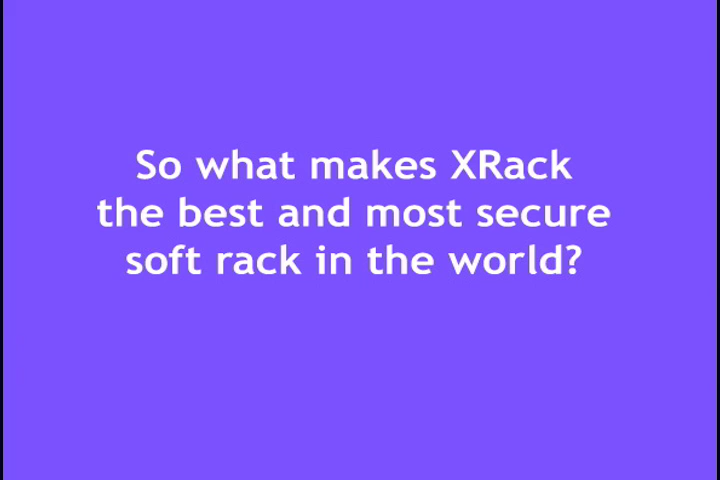 So what makes XRack
the best and most secure
soft rack in the world?